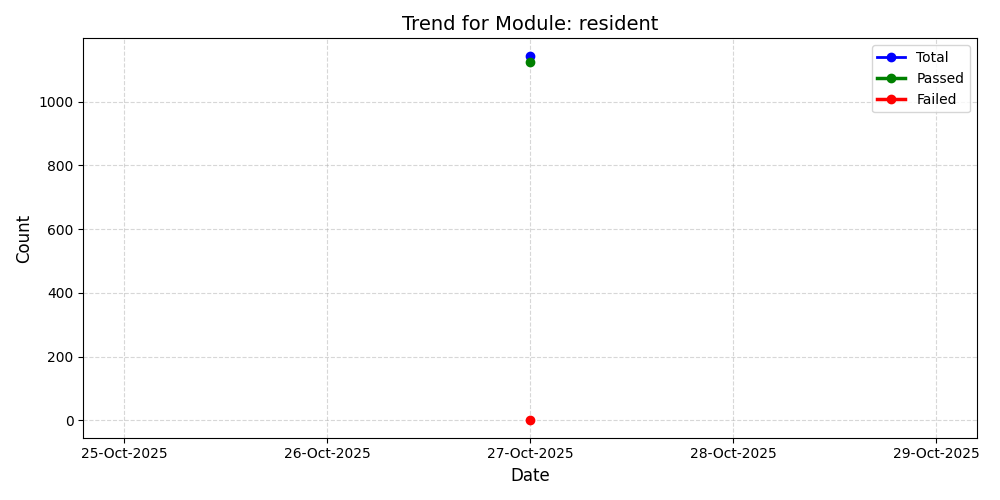 Trend for Module: resident
Total
Passed
Failed
1000
800
600
400
200
0
Count
25-Oct-2025
26-Oct-2025
27-Oct-2025
28-Oct-2025
29-Oct-2025
Date